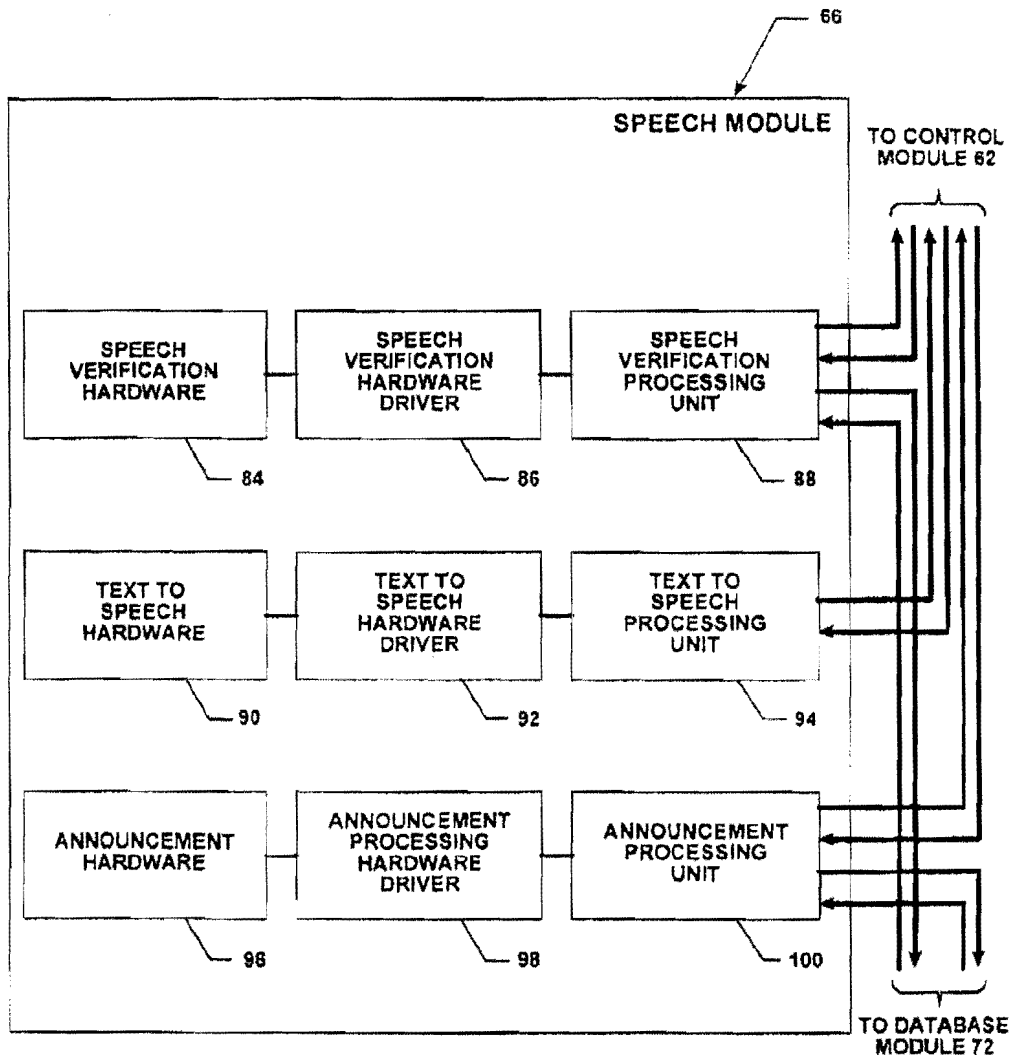 66
SPEECH MODULE
TO CONTROL
MODULE 62
SPEECH
VERIFICATION
HARDWARE
84
SPEECH
VERIFICATION
HARDWARE
DRIVER
86
SPEECH
VERIFICATION
PROCESSING
UNIT
88
TEXT TO
SPEECH
HARDWARE
90
TEXT TO
SPEECH
HARDWARE
DRIVER
92
TEXT TO
SPEECH
PROCESSING
UNIT
94
ANNOUNCEMENT
HARDWARE
96
ANNOUNCEMENT
PROCESSING
HARDWARE
DRIVER
98
ANNOUNCEMENT
PROCESSING
UNIT
100
TO DATABASE
MODULE 72